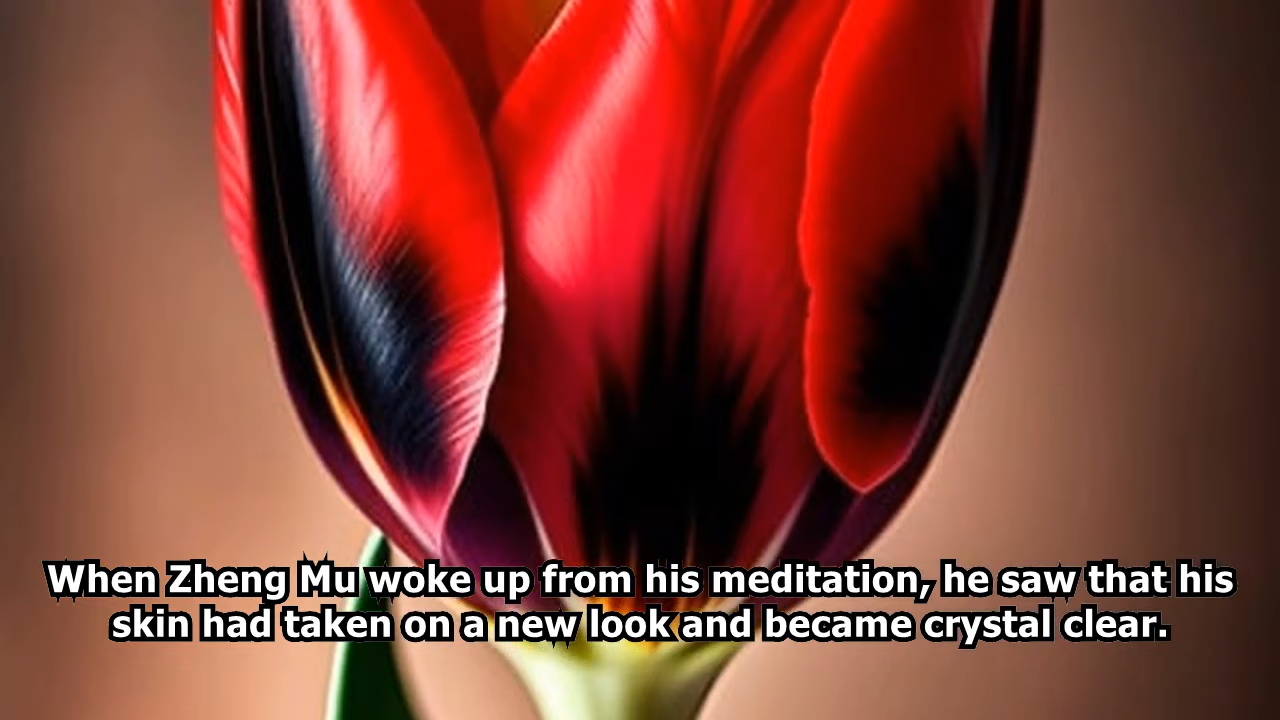 When Zheng Mu woke up from his meditation, he saw that his
skin had taken on a new look and became crystal clear.